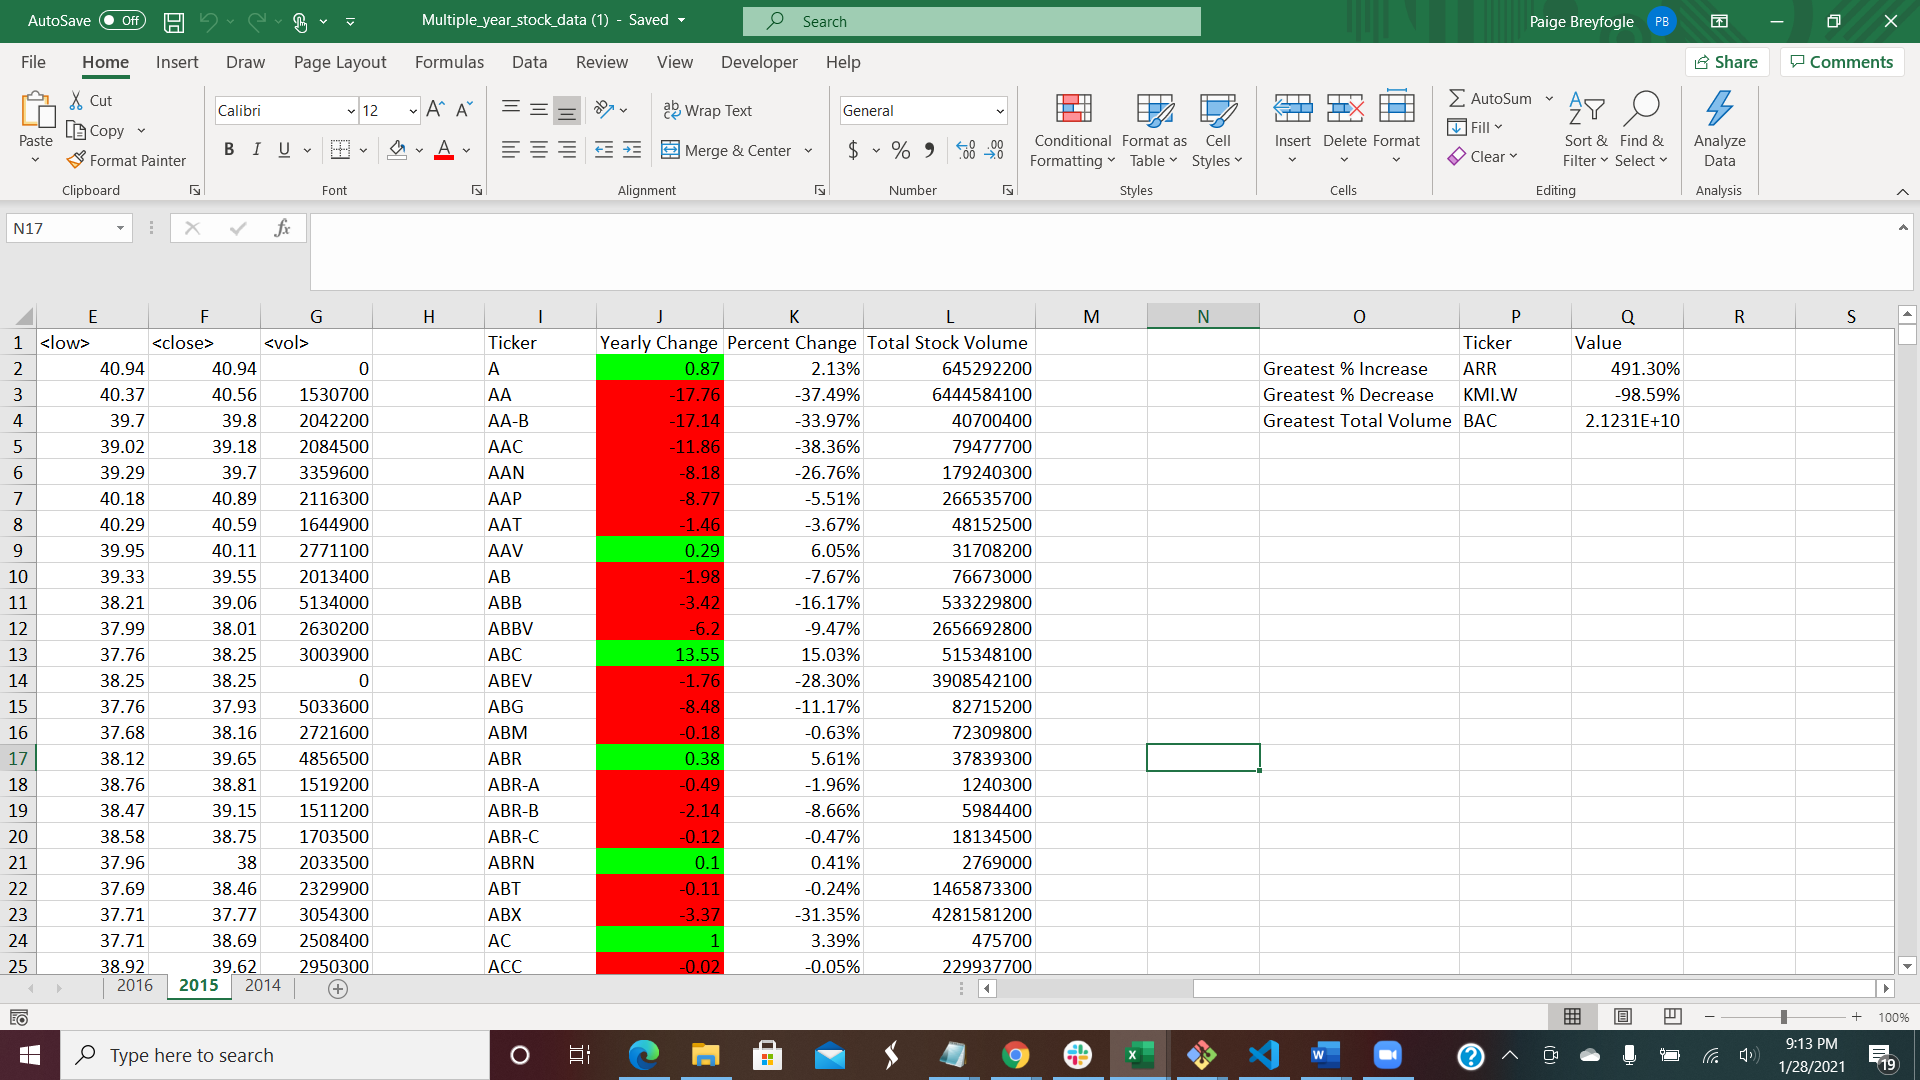 AutoSave Off Multiple_year_stock_data (1) - Saved Search Paige Breyfogle PB
File Home Insert Draw Page Layout Formulas Data Review View Developer Help Share Comments
Paste Cut Copy Format Painter Clipboard
Calibri 12 A A B I U A Font
ab Wrap Text Merge & Center Alignment
General $ % Number
Conditional Formatting Format as Table Cell Styles Styles
Insert Delete Format Cells
AutoSum Fill Clear Sort & Filter Find & Select Editing
Analyze Data Analysis
N17 fx
E F G H I J K L M N O P Q R S
1 <low> <close> <vol> Ticker Yearly Change Percent Change Total Stock Volume Ticker Value
2 40.94 40.94 0 A 0.87 2.13% 645292200 Greatest % Increase ARR 491.30%
3 40.37 40.56 1530700 AA -17.76 -37.49% 6444584100 Greatest % Decrease KMI.W -98.59%
4 39.7 39.8 2042200 AA-B -17.14 -33.97% 40700400 Greatest Total Volume BAC 2.1231E+10
5 39.02 39.18 2084500 AAC -11.86 -38.36% 79477700
6 39.29 39.7 3359600 AAN -8.18 -26.76% 179240300
7 40.18 40.89 2116300 AAP -8.77 -5.51% 266535700
8 40.29 40.59 1644900 AAT -1.46 -3.67% 48152500
9 39.95 40.11 2771100 AAV 0.29 6.05% 31708200
10 39.33 39.55 2013400 AB -1.98 -7.67% 76673000
11 38.21 39.06 5134000 ABB -3.42 -16.17% 533229800
12 37.99 38.01 2630200 ABBV -6.2 -9.47% 2656692800
13 37.76 38.25 3003900 ABC 13.55 15.03% 515348100
14 38.25 38.25 0 ABEV -1.76 -28.30% 3908542100
15 37.76 37.93 5033600 ABG -8.48 -11.17% 82715200
16 37.68 38.16 2721600 ABM -0.18 -0.63% 72309800
17 38.12 39.65 4856500 ABR 0.38 5.61% 37839300
18 38.76 38.81 1519200 ABR-A -0.49 -1.96% 1240300
19 38.47 39.15 1511200 ABR-B -2.14 -8.66% 5984400
20 38.58 38.75 1703500 ABR-C -0.12 -0.47% 18134500
21 37.96 38 2033500 ABRN 0.1 0.41% 2769000
22 37.69 38.46 2329900 ABT -0.11 -0.24% 1465873300
23 37.71 37.77 3054300 ABX -3.37 -31.35% 4281581200
24 37.71 38.69 2508400 AC 1 3.39% 475700
25 38.92 39.62 2950300 ACC -0.02 -0.05% 229937700
2016 2015 2014
100%
Type here to search
9:13 PM
1/28/2021
19